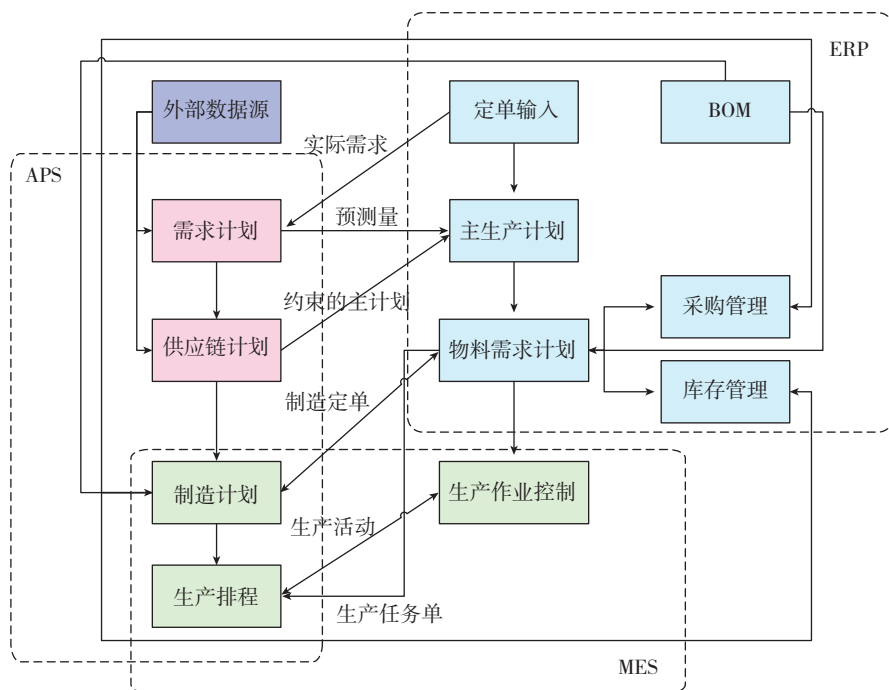 ERP
外部数据源
定单输入
BOM
实际需求
APS
需求计划
预测量
主生产计划
约束的主计划
采购管理
供应链计划
物料需求计划
库存管理
制造定单
制造计划
生产作业控制
生产活动
生产排程
生产任务单
MES